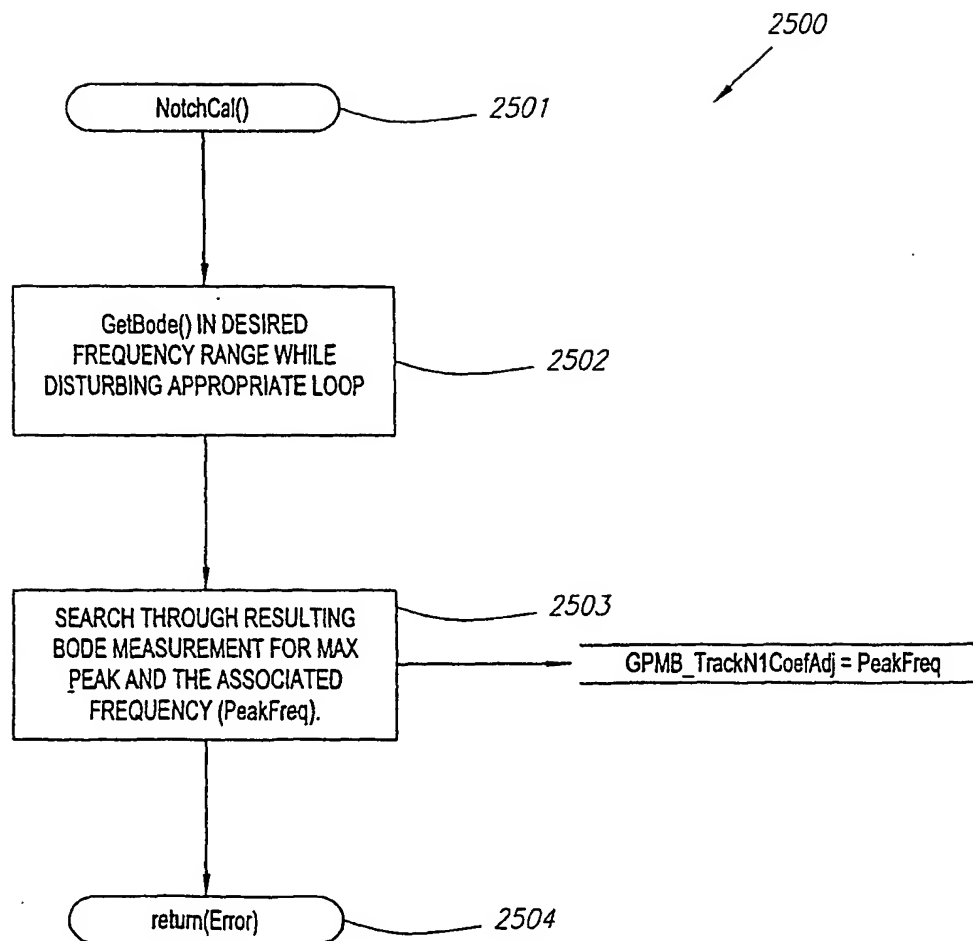 2500
NotchCal()
2501
GetBode() IN DESIRED
FREQUENCY RANGE WHILE
DISTURBING APPROPRIATE LOOP
2502
SEARCH THROUGH RESULTING
BODE MEASUREMENT FOR MAX
PEAK AND THE ASSOCIATED
FREQUENCY (PeakFreq).
2503
GPMB_TrackN1CoefAdj = PeakFreq
return(Error)
2504